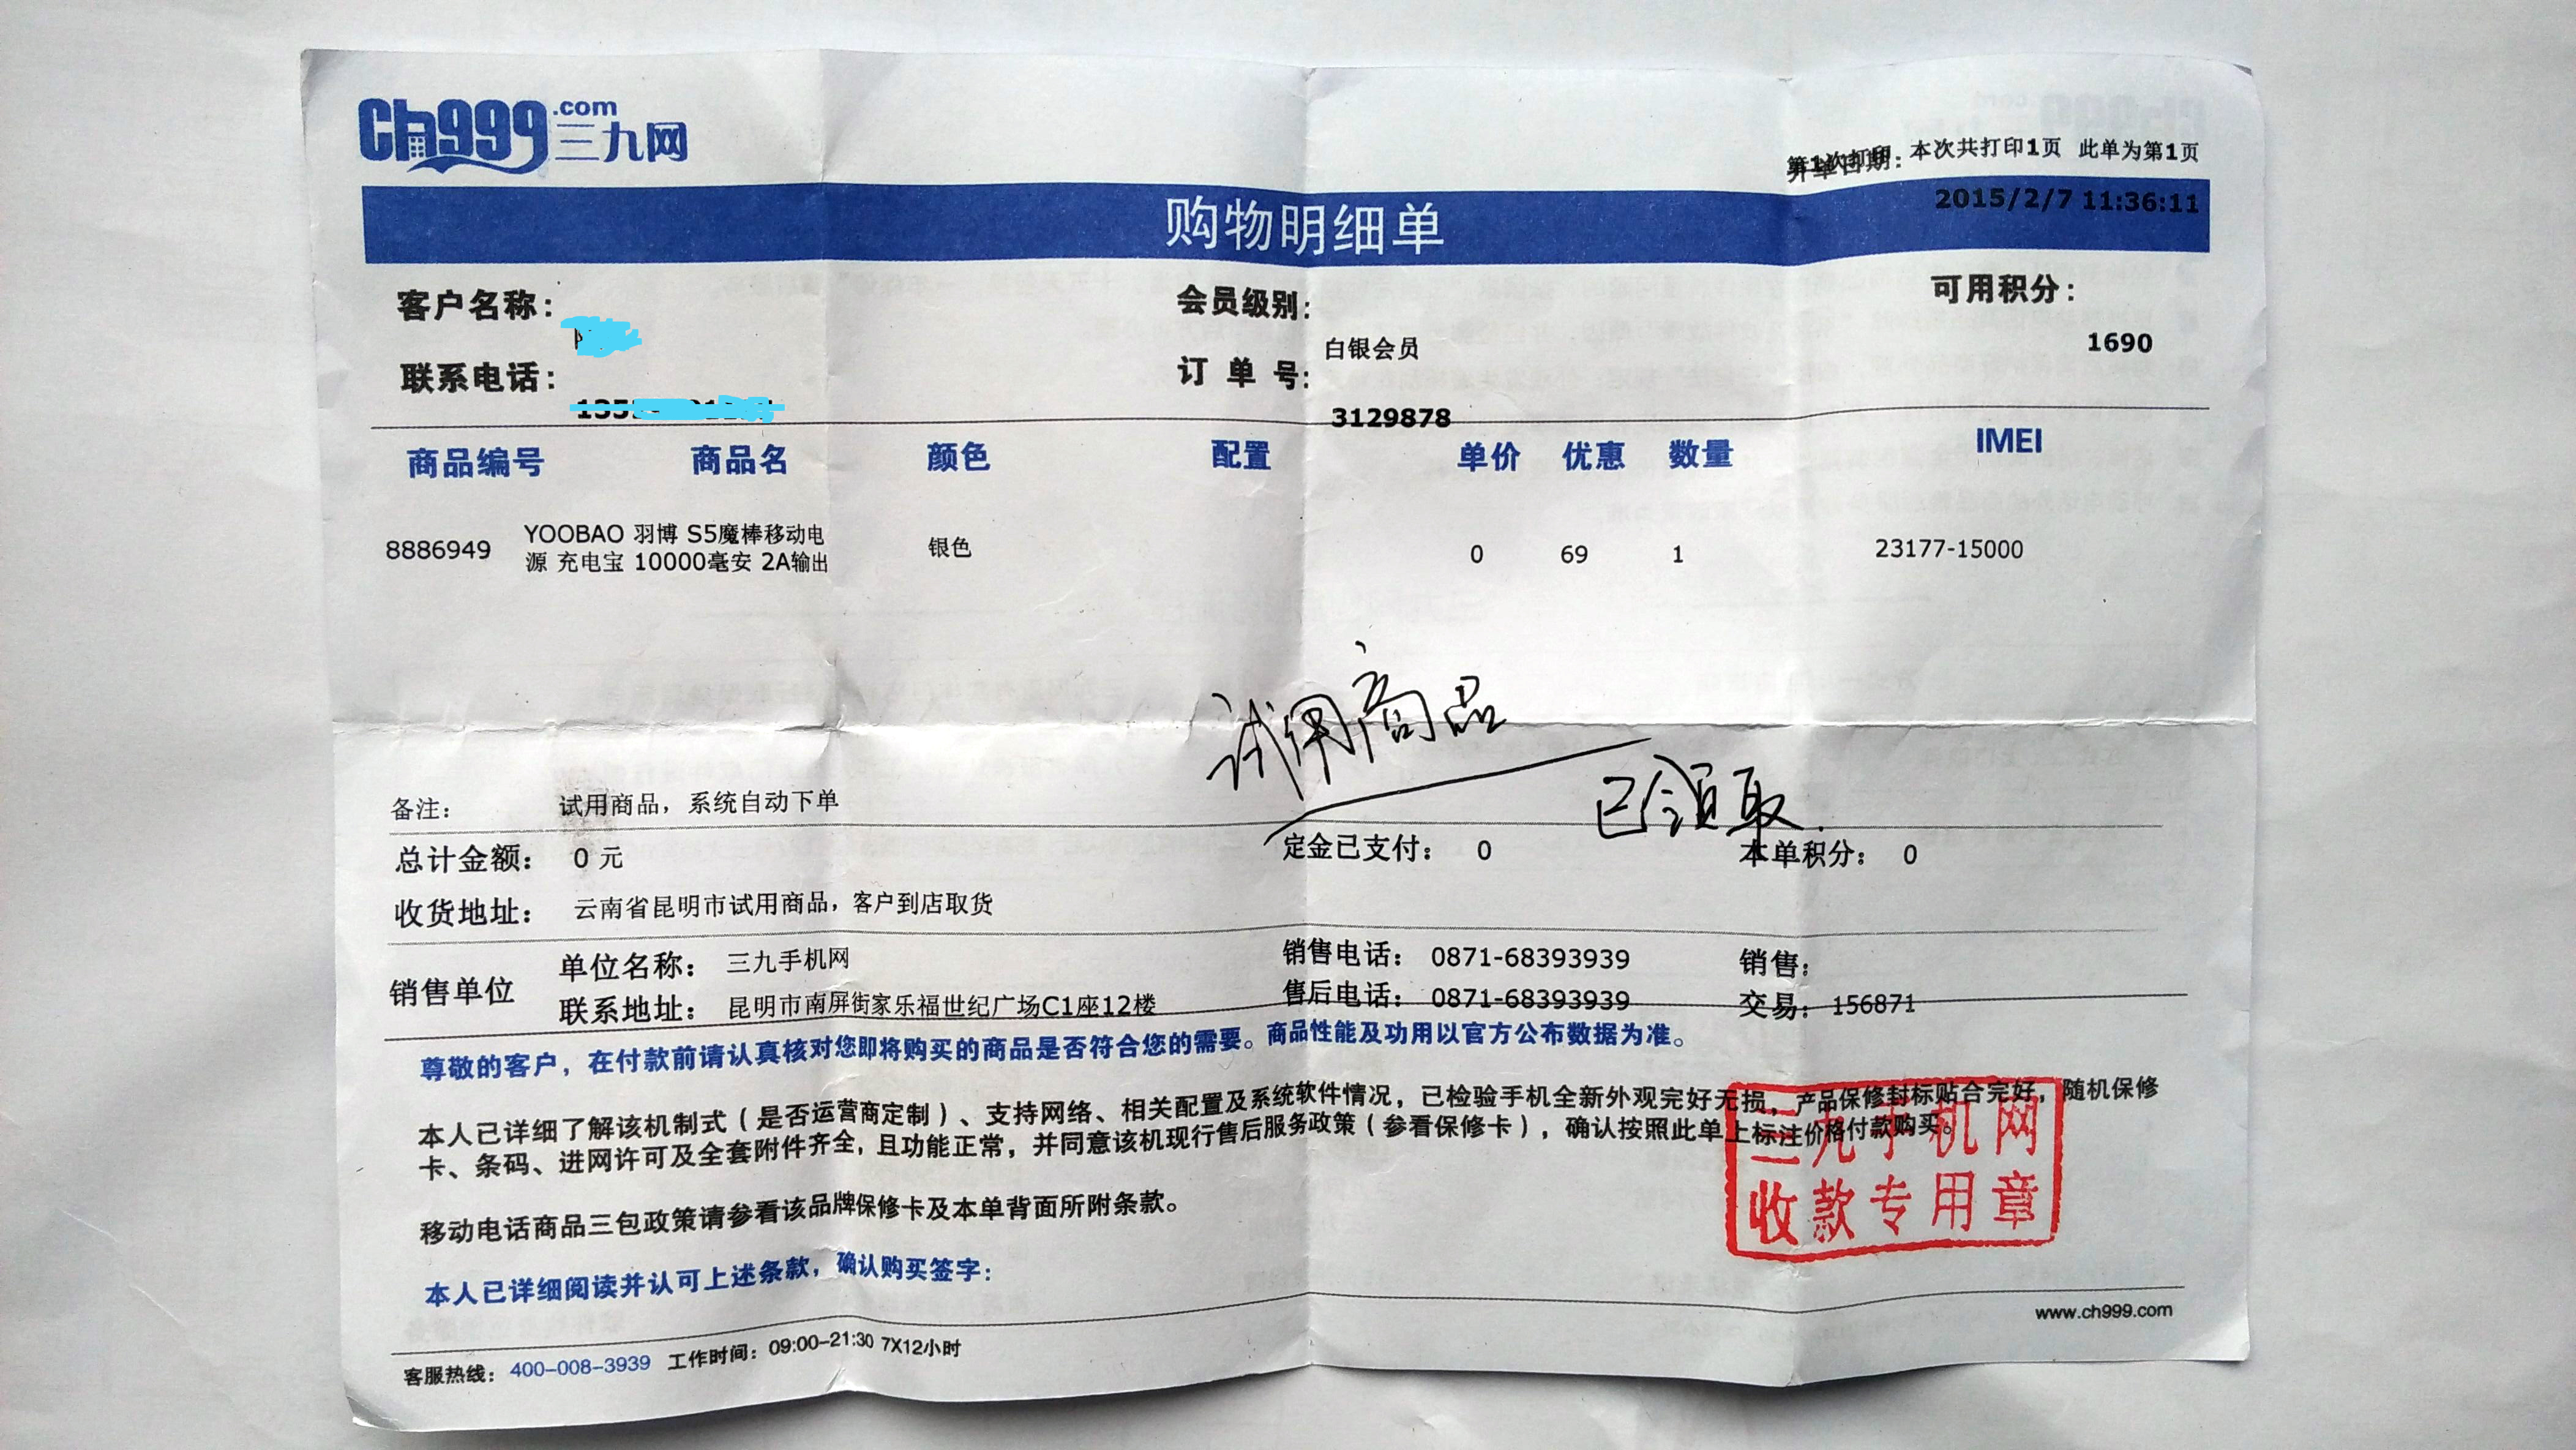 Ch999.com
三九网
第1次打印 本次共打印1页 此单为第1页
开单日期:
2015/2/7 11:36:11
购物明细单
客户名称: 会员级别: 可用积分:
白银会员 1690
联系电话: 订单号:
3129878
商品编号 商品名 颜色 配置 单价 优惠 数量 IMEI
8886949 YOOBAO 羽博 S5魔棒移动电 银色 0 69 1 23177-15000
源 充电宝 10000毫安 2A输出
试用商品
已领取.
备注: 试用商品，系统自动下单
总计金额: 0 元 定金已支付: 0 本单积分: 0
收货地址: 云南省昆明市试用商品，客户到店取货
销售单位 单位名称: 三九手机网 销售电话: 0871-68393939 销售:
联系地址: 昆明市南屏街家乐福世纪广场C1座12楼 售后电话: 0871-68393939 交易: 156871
尊敬的客户，在付款前请认真核对您即将购买的商品是否符合您的需要。商品性能及功用以官方公布数据为准。
本人已详细了解该机制式（是否运营商定制）、支持网络、相关配置及系统软件情况，已检验手机全新外观完好无损，产品保修封标贴合完好，随机保修
卡、条码、进网许可及全套附件齐全，且功能正常，并同意该机现行售后服务政策（参看保修卡），确认按照此单上标注价格付款购买。
三九手机网
收款专用章
移动电话商品三包政策请参看该品牌保修卡及本单背面所附条款。
本人已详细阅读并认可上述条款，确认购买签字:
www.ch999.com
客服热线: 400-008-3939 工作时间: 09:00-21:30 7X12小时